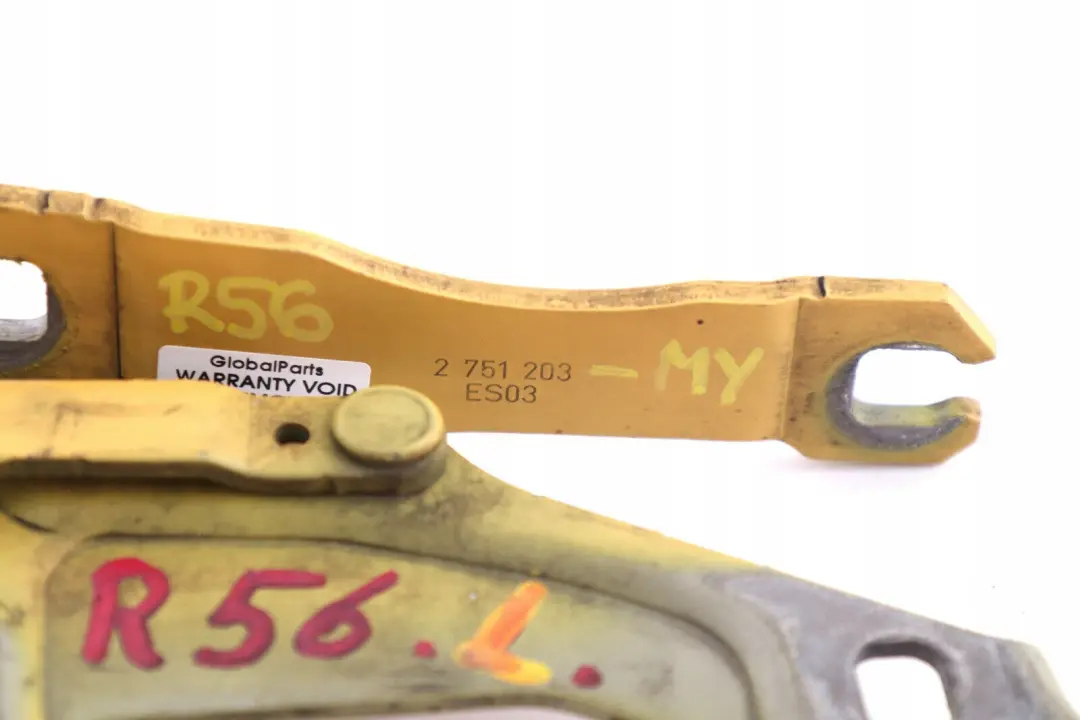 R56
GlobalParts
WARRANTY VOID
2 751 203 - MY
ES03
R56.L.